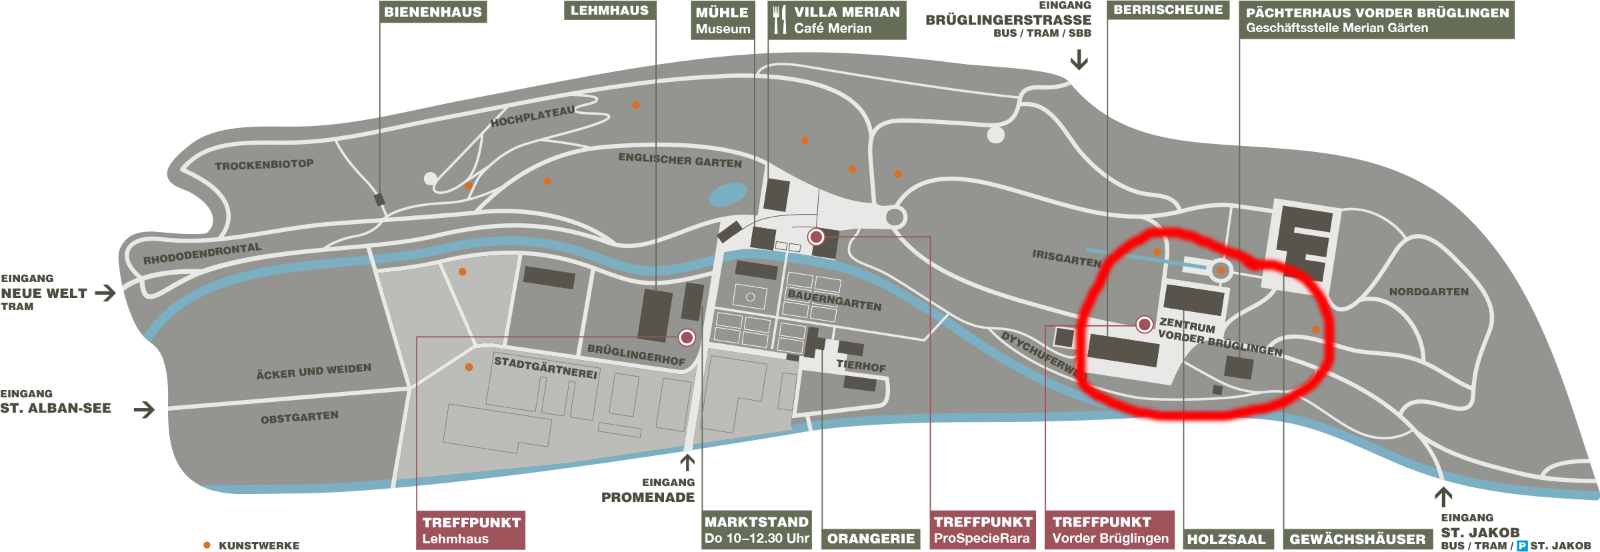 BIENENHAUS
LEHMHAUS
MÜHLE
Museum
VILLA MERIAN
Café Merian
EINGANG
BRÜGLINGERSTRASSE
BUS / TRAM / SBB
BERRISCHEUNE
PÄCHTERHAUS VORDER BRÜGLINGEN
Geschäftsstelle Merian Gärten
HOCHPLATEAU
TROCKENBIOTOP
ENGLISCHER GARTEN
RHODODENDRONTAL
IRISGARTEN
NORDGARTEN
EINGANG
NEUE WELT
TRAM
BAUERNGARTEN
ZENTRUM
VORDER BRÜGLINGEN
BRÜGLINGERHOF
STADTGÄRTNEREI
TIERHOF
DYYCHUFERWEG
ÄCKER UND WEIDEN
EINGANG
ST. ALBAN-SEE
OBSTGARTEN
EINGANG
PROMENADE
KUNSTWERKE
TREFFPUNKT
Lehmhaus
MARKTSTAND
Do 10–12.30 Uhr
ORANGERIE
TREFFPUNKT
ProSpecieRara
TREFFPUNKT
Vorder Brüglingen
HOLZSAAL
GEWÄCHSHÄUSER
EINGANG
ST. JAKOB
BUS / TRAM / P ST. JAKOB